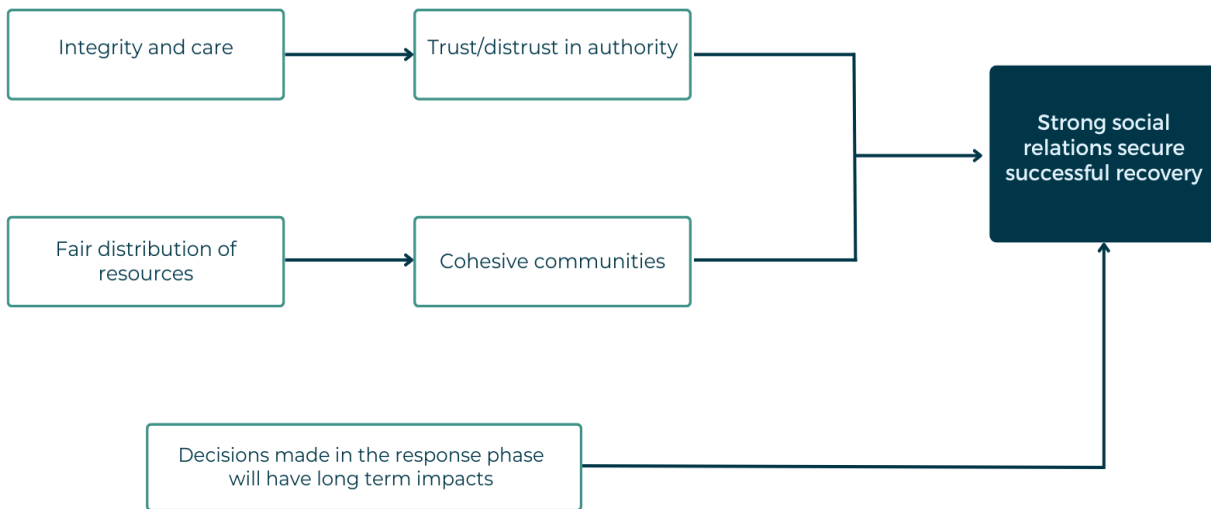 Integrity and care
Trust/distrust in authority
Strong social
relations secure
successful recovery
Fair distribution of
resources
Cohesive communities
Decisions made in the response phase
will have long term impacts